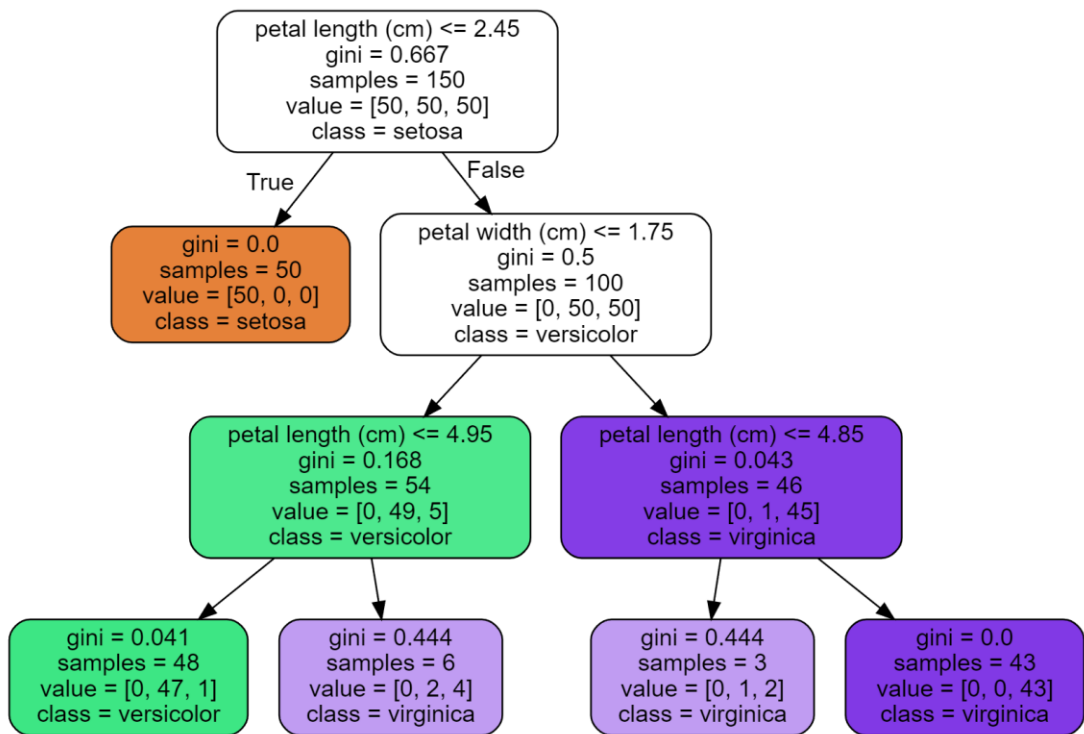 petal length (cm) <= 2.45
gini = 0.667
samples = 150
value = [50, 50, 50]
class = setosa
True
False
gini = 0.0
samples = 50
value = [50, 0, 0]
class = setosa
petal width (cm) <= 1.75
gini = 0.5
samples = 100
value = [0, 50, 50]
class = versicolor
petal length (cm) <= 4.95
gini = 0.168
samples = 54
value = [0, 49, 5]
class = versicolor
petal length (cm) <= 4.85
gini = 0.043
samples = 46
value = [0, 1, 45]
class = virginica
gini = 0.041
samples = 48
value = [0, 47, 1]
class = versicolor
gini = 0.444
samples = 6
value = [0, 2, 4]
class = virginica
gini = 0.444
samples = 3
value = [0, 1, 2]
class = virginica
gini = 0.0
samples = 43
value = [0, 0, 43]
class = virginica